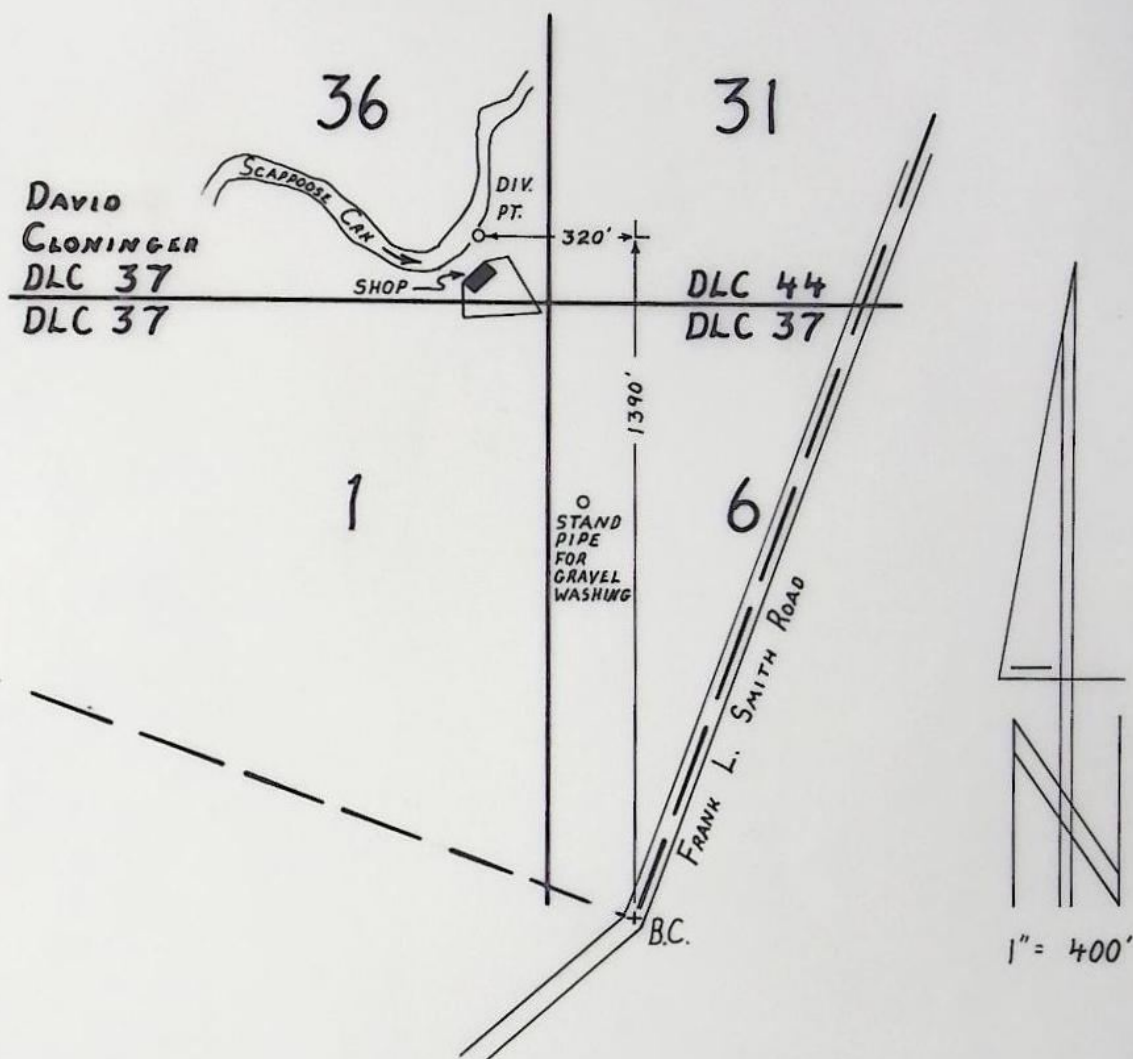 36
31
SCAPPOOSE CRK
DIV.
PT.
DAVID
CLONINGER
DLC 37
DLC 37
320'
SHOP
DLC 44
DLC 37
1390'
1
6
STAND
PIPE
FOR
GRAVEL
WASHING
FRANK L. SMITH ROAD
B.C.
N
1" = 400'